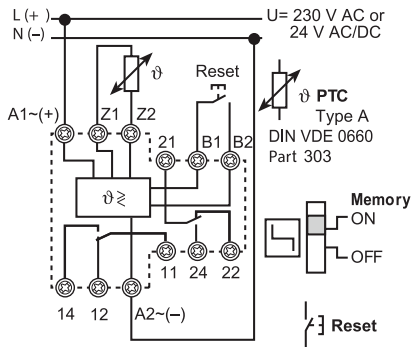 L (+)
N (−)
U= 230 V AC or
24 V AC/DC
ϑ
Reset
A1~(+)
Z1
Z2
21
B1
B2
ϑ PTC
Type A
DIN VDE 0660
Part 303
ϑ ≷
Memory
ON
OFF
11
24
22
14
12
A2~(−)
Reset